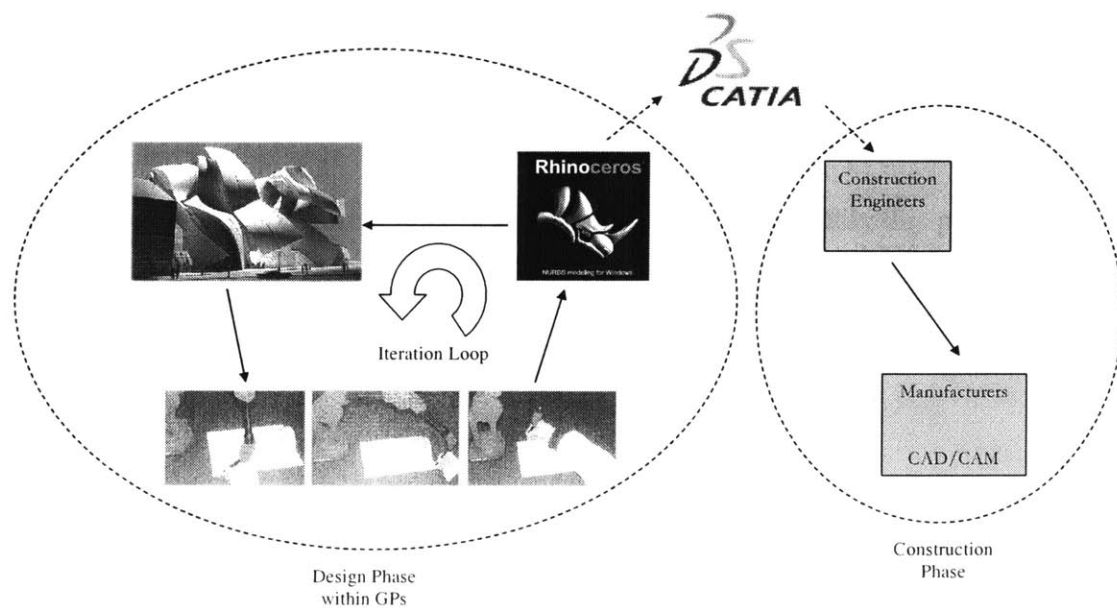 DS
CATIA
Rhinoceros
NURBS modeling for Windows
Iteration Loop
Construction
Engineers
Manufacturers
CAD/CAM
Design Phase
within GPs
Construction
Phase